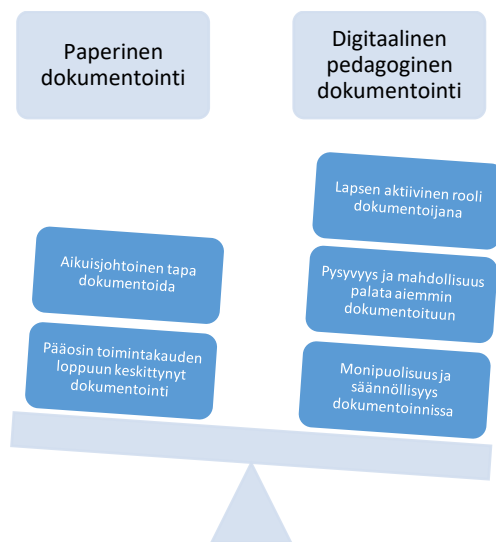 Paperinen
dokumentointi
Digitaalinen
pedagoginen
dokumentointi
Lapsen aktiivinen rooli
dokumentoijana
Aikuisjohtoinen tapa
dokumentoida
Pysyvyys ja mahdollisuus
palata aiemmin
dokumentoituun
Pääosin toimintakauden
loppuun keskittynyt
dokumentointi
Monipuolisuus ja
säännöllisyys
dokumentoinnissa